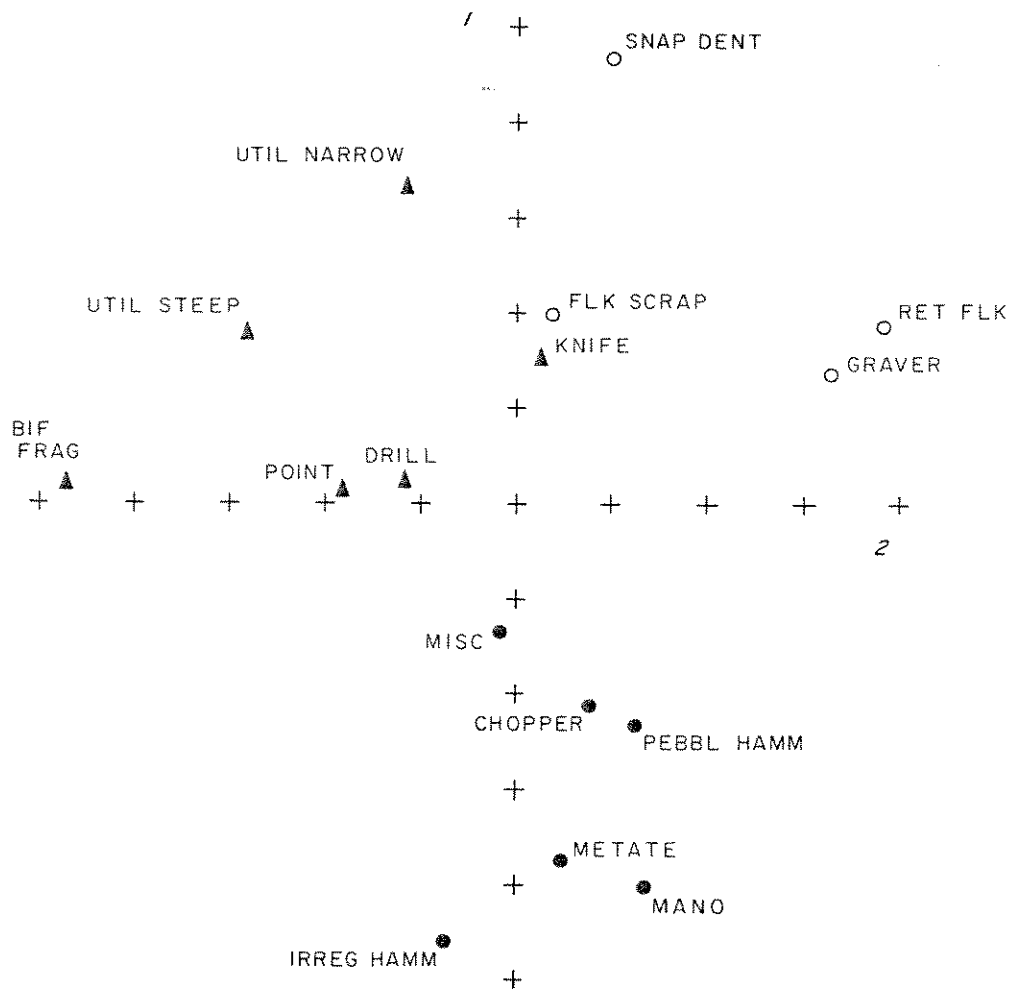 1
SNAP DENT
UTIL NARROW
UTIL STEEP
FLK SCRAP
RET FLK
KNIFE
GRAVER
BIF
FRAG
POINT
DRILL
2
MISC
CHOPPER
PEBBL HAMM
METATE
MANO
IRREG HAMM